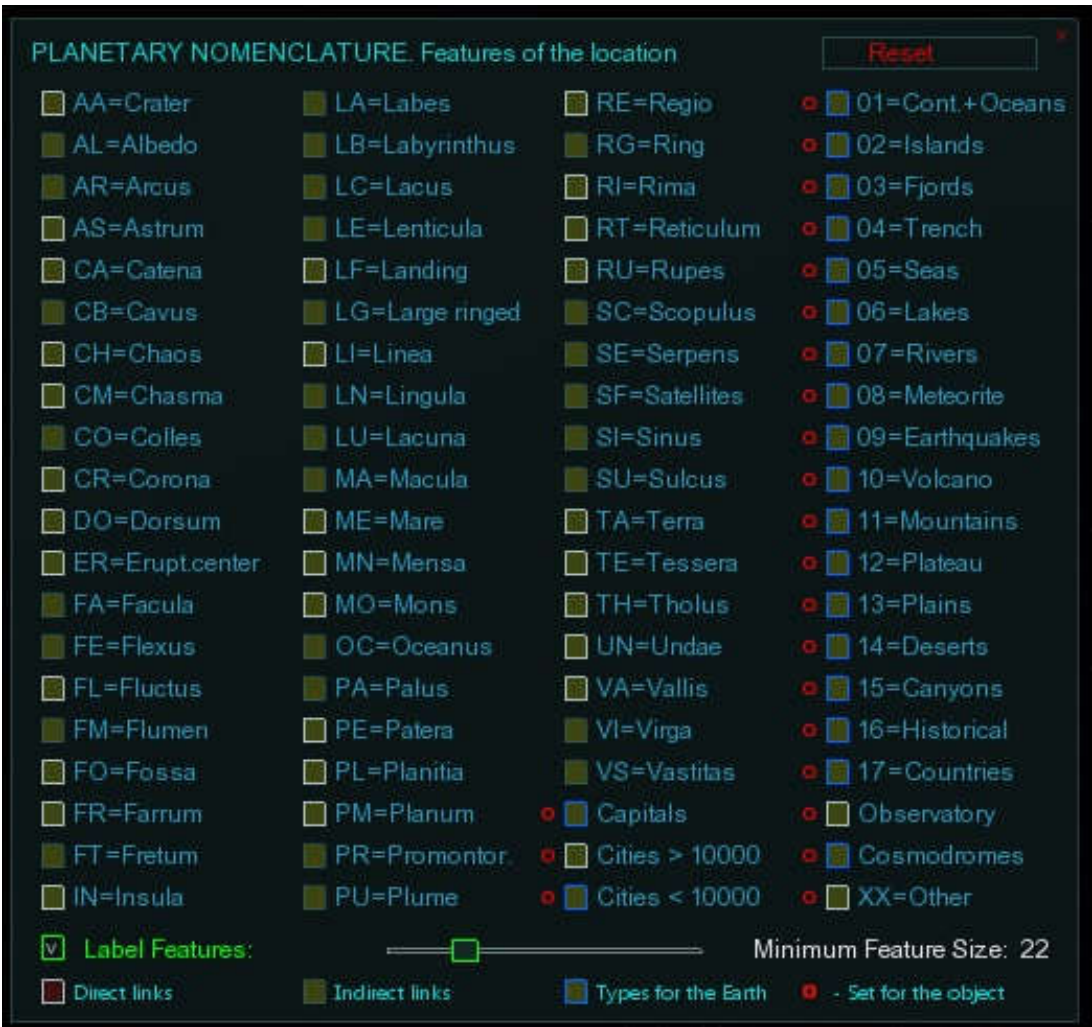 PLANETARY NOMENCLATURE. Features of the location
Reset
x
AA=Crater
AL=Albedo
AR=Arcus
AS=Astrum
CA=Catena
CB=Cavus
CH=Chaos
CM=Chasma
CO=Colles
CR=Corona
DO=Dorsum
ER=Erupt.center
FA=Facula
FE=Flexus
FL=Fluctus
FM=Flumen
FO=Fossa
FR=Farrum
FT=Fretum
IN=Insula
LA=Labes
LB=Labyrinthus
LC=Lacus
LE=Lenticula
LF=Landing
LG=Large ringed
LI=Linea
LN=Lingula
LU=Lacuna
MA=Macula
ME=Mare
MN=Mensa
MO=Mons
OC=Oceanus
PA=Palus
PE=Patera
PL=Planitia
PM=Planum
PR=Promontor.
PU=Plume
RE=Regio
RG=Ring
RI=Rima
RT=Reticulum
RU=Rupes
SC=Scopulus
SE=Serpens
SF=Satellites
SI=Sinus
SU=Sulcus
TA=Terra
TE=Tessera
TH=Tholus
UN=Undae
VA=Vallis
VI=Virga
VS=Vastitas
Capitals
Cities > 10000
Cities < 10000
01=Cont.+Oceans
02=Islands
03=Fjords
04=Trench
05=Seas
06=Lakes
07=Rivers
08=Meteorite
09=Earthquakes
10=Volcano
11=Mountains
12=Plateau
13=Plains
14=Deserts
15=Canyons
16=Historical
17=Countries
Observatory
Cosmodromes
XX=Other
v Label Features:
Minimum Feature Size: 22
Direct links
Indirect links
Types for the Earth
- Set for the object